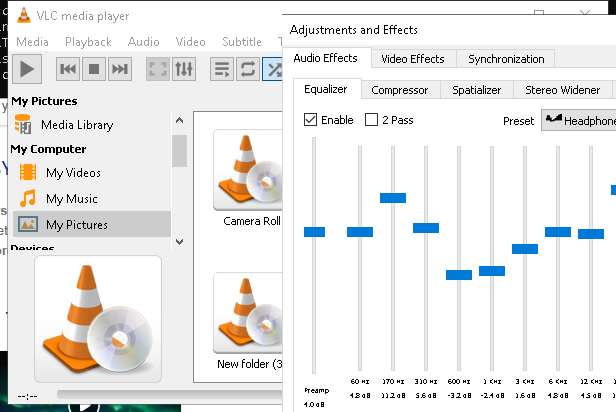 VLC media player
Media Playback Audio Video Subtitle T
My Pictures
Media Library
My Computer
My Videos
My Music
My Pictures
Devices
Camera Roll
New folder (3
--:--
Adjustments and Effects
Audio Effects Video Effects Synchronization
Equalizer Compressor Spatializer Stereo Widener
Enable 2 Pass Preset Headphone
60 KHz 170 Hz 310 Hz 600 Hz 1 KHz 3 KHz 6 KHz 12 KHz
Preamp 4.8 dB 11.2 dB 5.6 dB -3.2 dB -2.4 dB 1.6 dB 4.8 dB 4.5 dB
4.0 dB